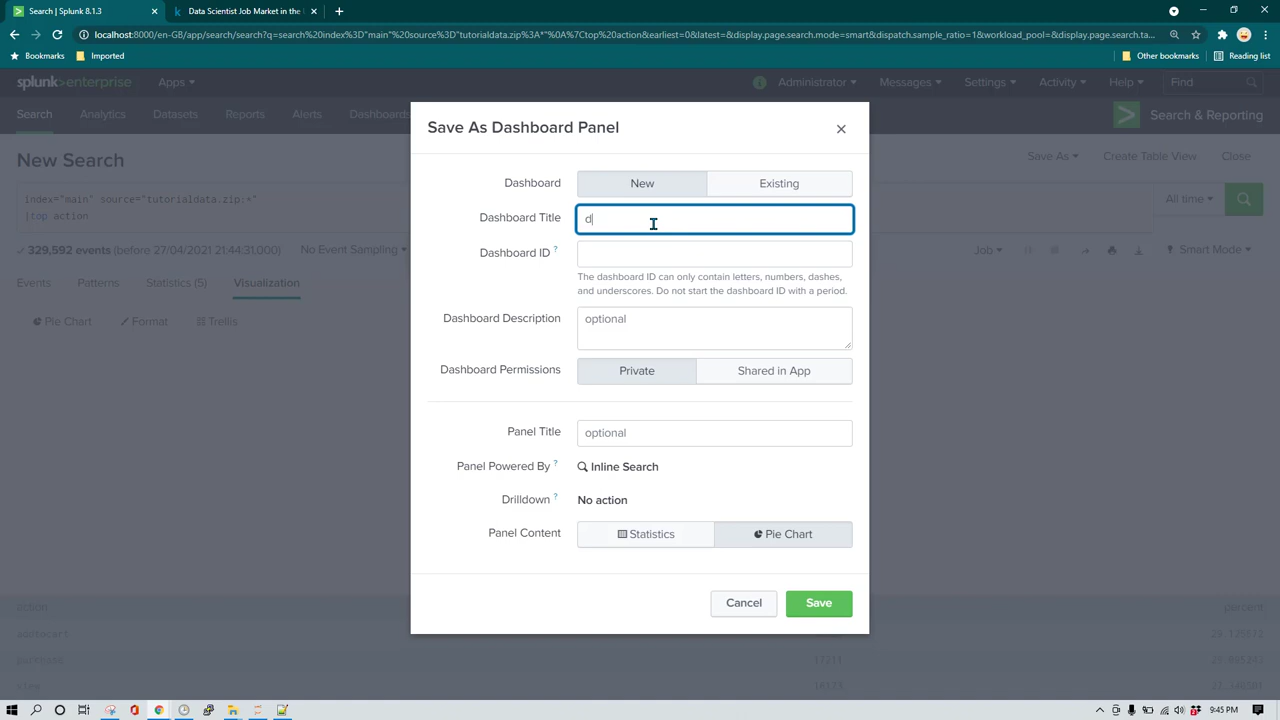 Search | Splunk 8.1.3
Data Scientist Job Market in the U
localhost:8000/en-GB/app/search/search?q=search%20index%3D"main"%20source%3D"tutorialdata.zip%3A*"%0A%7Ctop%20action&earliest=0&latest=&display.page.search.mode=smart&dispatch.sample_ratio=1&workload_pool=&display.page.search.ta...
Bookmarks Imported Other bookmarks Reading list
splunk>enterprise Apps Administrator Messages Settings Activity Help Find
Search Analytics Datasets Reports Alerts Dashboards Search & Reporting
New Search Save As Create Table View Close
index="main" source="tutorialdata.zip:*"
|top action
All time
329,592 events (before 27/04/2021 21:44:31.000) No Event Sampling Job Smart Mode
Events Patterns Statistics (5) Visualization
Pie Chart Format Trellis
Save As Dashboard Panel
Dashboard New Existing
Dashboard Title d
Dashboard ID ?
The dashboard ID can only contain letters, numbers, dashes,
and underscores. Do not start the dashboard ID with a period.
Dashboard Description optional
Dashboard Permissions Private Shared in App
Panel Title optional
Panel Powered By ? Inline Search
Drilldown ? No action
Panel Content Statistics Pie Chart
Cancel Save
action percent
addtocart
purchase 17211
view 16173
9:45 PM